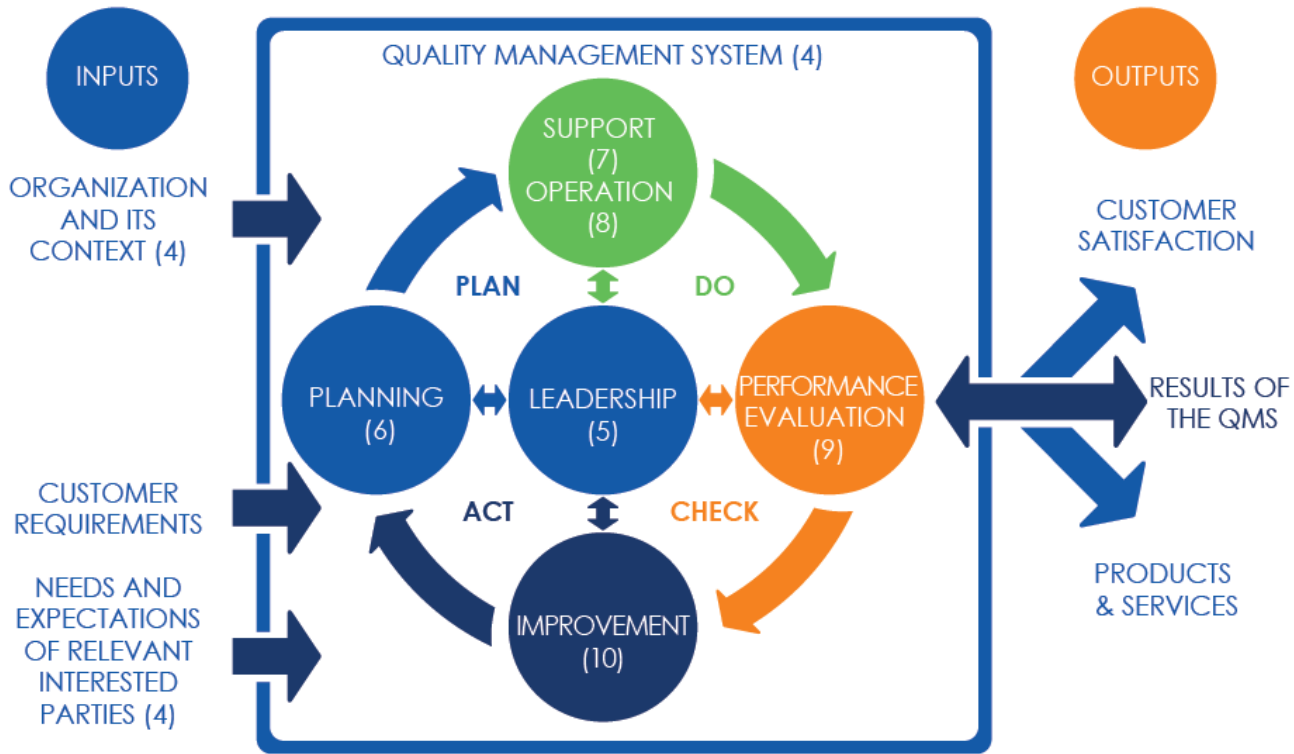 INPUTS
ORGANIZATION
AND ITS
CONTEXT (4)
CUSTOMER
REQUIREMENTS
NEEDS AND
EXPECTATIONS
OF RELEVANT
INTERESTED
PARTIES (4)
QUALITY MANAGEMENT SYSTEM (4)
SUPPORT
(7)
OPERATION
(8)
PLAN
DO
PLANNING
(6)
LEADERSHIP
(5)
PERFORMANCE
EVALUATION
(9)
ACT
CHECK
IMPROVEMENT
(10)
OUTPUTS
CUSTOMER
SATISFACTION
RESULTS OF
THE QMS
PRODUCTS
& SERVICES